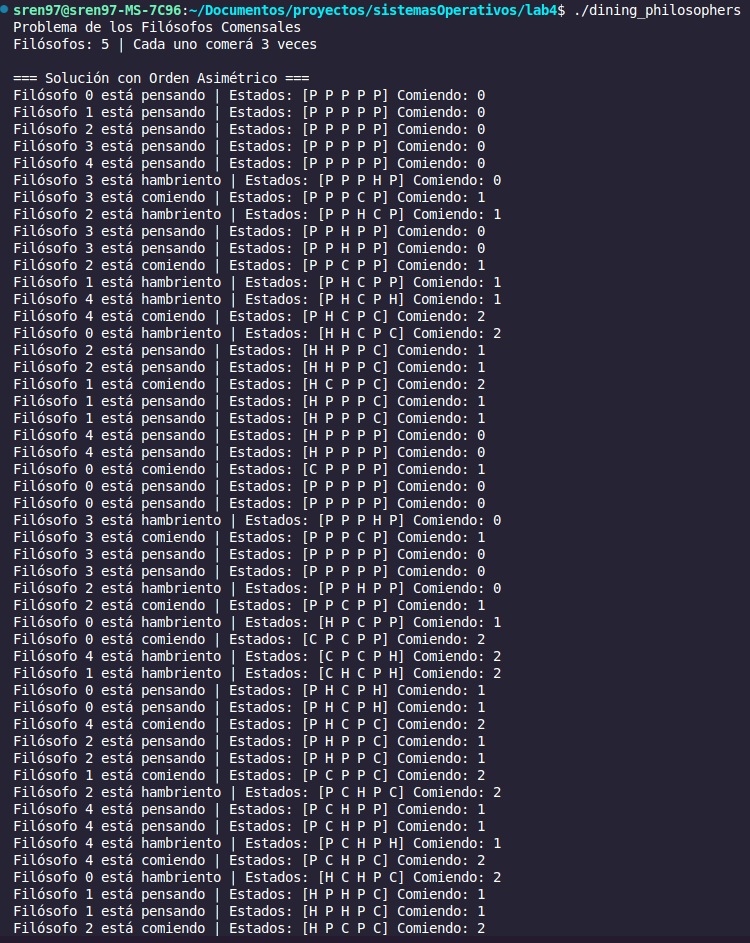 sren97@sren97-MS-7C96:~/Documentos/proyectos/sistemasOperativos/lab4$ ./dining_philosophers
Problema de los Filósofos Comensales
Filósofos: 5 | Cada uno comerá 3 veces
=== Solución con Orden Asimétrico ===
Filósofo 0 está pensando | Estados: [P P P P P] Comiendo: 0
Filósofo 1 está pensando | Estados: [P P P P P] Comiendo: 0
Filósofo 2 está pensando | Estados: [P P P P P] Comiendo: 0
Filósofo 3 está pensando | Estados: [P P P P P] Comiendo: 0
Filósofo 4 está pensando | Estados: [P P P P P] Comiendo: 0
Filósofo 3 está hambriento | Estados: [P P P H P] Comiendo: 0
Filósofo 3 está comiendo | Estados: [P P P C P] Comiendo: 1
Filósofo 2 está hambriento | Estados: [P P H C P] Comiendo: 1
Filósofo 3 está pensando | Estados: [P P H P P] Comiendo: 0
Filósofo 3 está pensando | Estados: [P P H P P] Comiendo: 0
Filósofo 2 está comiendo | Estados: [P P C P P] Comiendo: 1
Filósofo 1 está hambriento | Estados: [P H C P P] Comiendo: 1
Filósofo 4 está hambriento | Estados: [P H C P H] Comiendo: 1
Filósofo 4 está comiendo | Estados: [P H C P C] Comiendo: 2
Filósofo 0 está hambriento | Estados: [H H C P C] Comiendo: 2
Filósofo 2 está pensando | Estados: [H H P P C] Comiendo: 1
Filósofo 2 está pensando | Estados: [H H P P C] Comiendo: 1
Filósofo 1 está comiendo | Estados: [H C P P C] Comiendo: 2
Filósofo 1 está pensando | Estados: [H P P P C] Comiendo: 1
Filósofo 1 está pensando | Estados: [H P P P C] Comiendo: 1
Filósofo 4 está pensando | Estados: [H P P P P] Comiendo: 0
Filósofo 4 está pensando | Estados: [H P P P P] Comiendo: 0
Filósofo 0 está comiendo | Estados: [C P P P P] Comiendo: 1
Filósofo 0 está pensando | Estados: [P P P P P] Comiendo: 0
Filósofo 0 está pensando | Estados: [P P P P P] Comiendo: 0
Filósofo 3 está hambriento | Estados: [P P P H P] Comiendo: 0
Filósofo 3 está comiendo | Estados: [P P P C P] Comiendo: 1
Filósofo 3 está pensando | Estados: [P P P P P] Comiendo: 0
Filósofo 3 está pensando | Estados: [P P P P P] Comiendo: 0
Filósofo 2 está hambriento | Estados: [P P H P P] Comiendo: 0
Filósofo 2 está comiendo | Estados: [P P C P P] Comiendo: 1
Filósofo 0 está hambriento | Estados: [H P C P P] Comiendo: 1
Filósofo 0 está comiendo | Estados: [C P C P P] Comiendo: 2
Filósofo 4 está hambriento | Estados: [C P C P H] Comiendo: 2
Filósofo 1 está hambriento | Estados: [C H C P H] Comiendo: 2
Filósofo 0 está pensando | Estados: [P H C P H] Comiendo: 1
Filósofo 0 está pensando | Estados: [P H C P H] Comiendo: 1
Filósofo 4 está comiendo | Estados: [P H C P C] Comiendo: 2
Filósofo 2 está pensando | Estados: [P H P P C] Comiendo: 1
Filósofo 2 está pensando | Estados: [P H P P C] Comiendo: 1
Filósofo 1 está comiendo | Estados: [P C P P C] Comiendo: 2
Filósofo 2 está hambriento | Estados: [P C H P C] Comiendo: 2
Filósofo 4 está pensando | Estados: [P C H P P] Comiendo: 1
Filósofo 4 está pensando | Estados: [P C H P P] Comiendo: 1
Filósofo 4 está hambriento | Estados: [P C H P H] Comiendo: 1
Filósofo 4 está comiendo | Estados: [P C H P C] Comiendo: 2
Filósofo 0 está hambriento | Estados: [H C H P C] Comiendo: 2
Filósofo 1 está pensando | Estados: [H P H P C] Comiendo: 1
Filósofo 1 está pensando | Estados: [H P H P C] Comiendo: 1
Filósofo 2 está comiendo | Estados: [H P C P C] Comiendo: 2